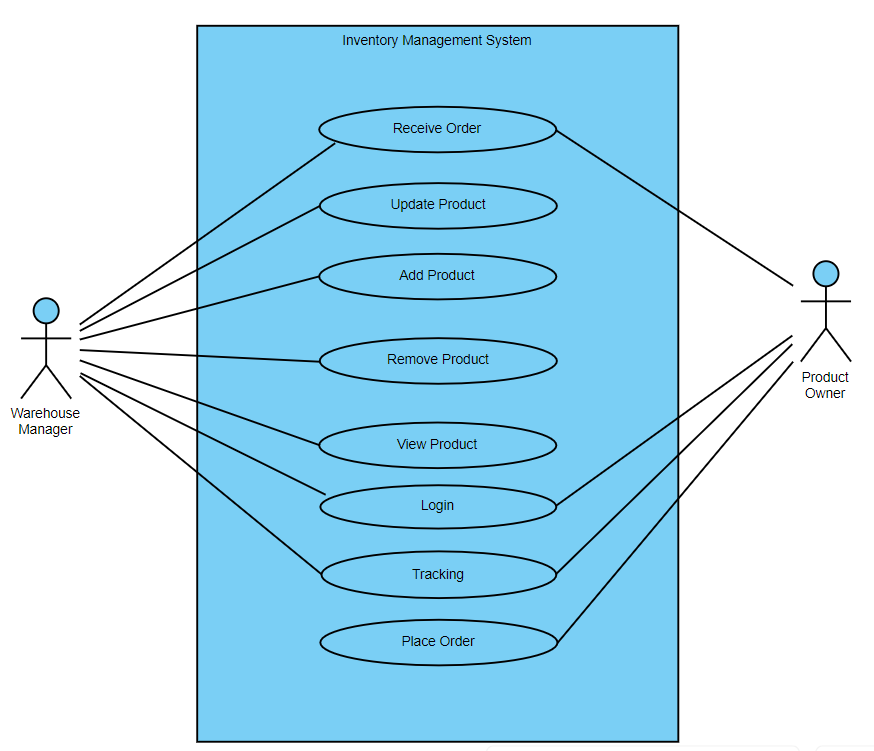 Inventory Management System
Receive Order
Update Product
Add Product
Remove Product
View Product
Login
Tracking
Place Order
Warehouse
Manager
Product
Owner